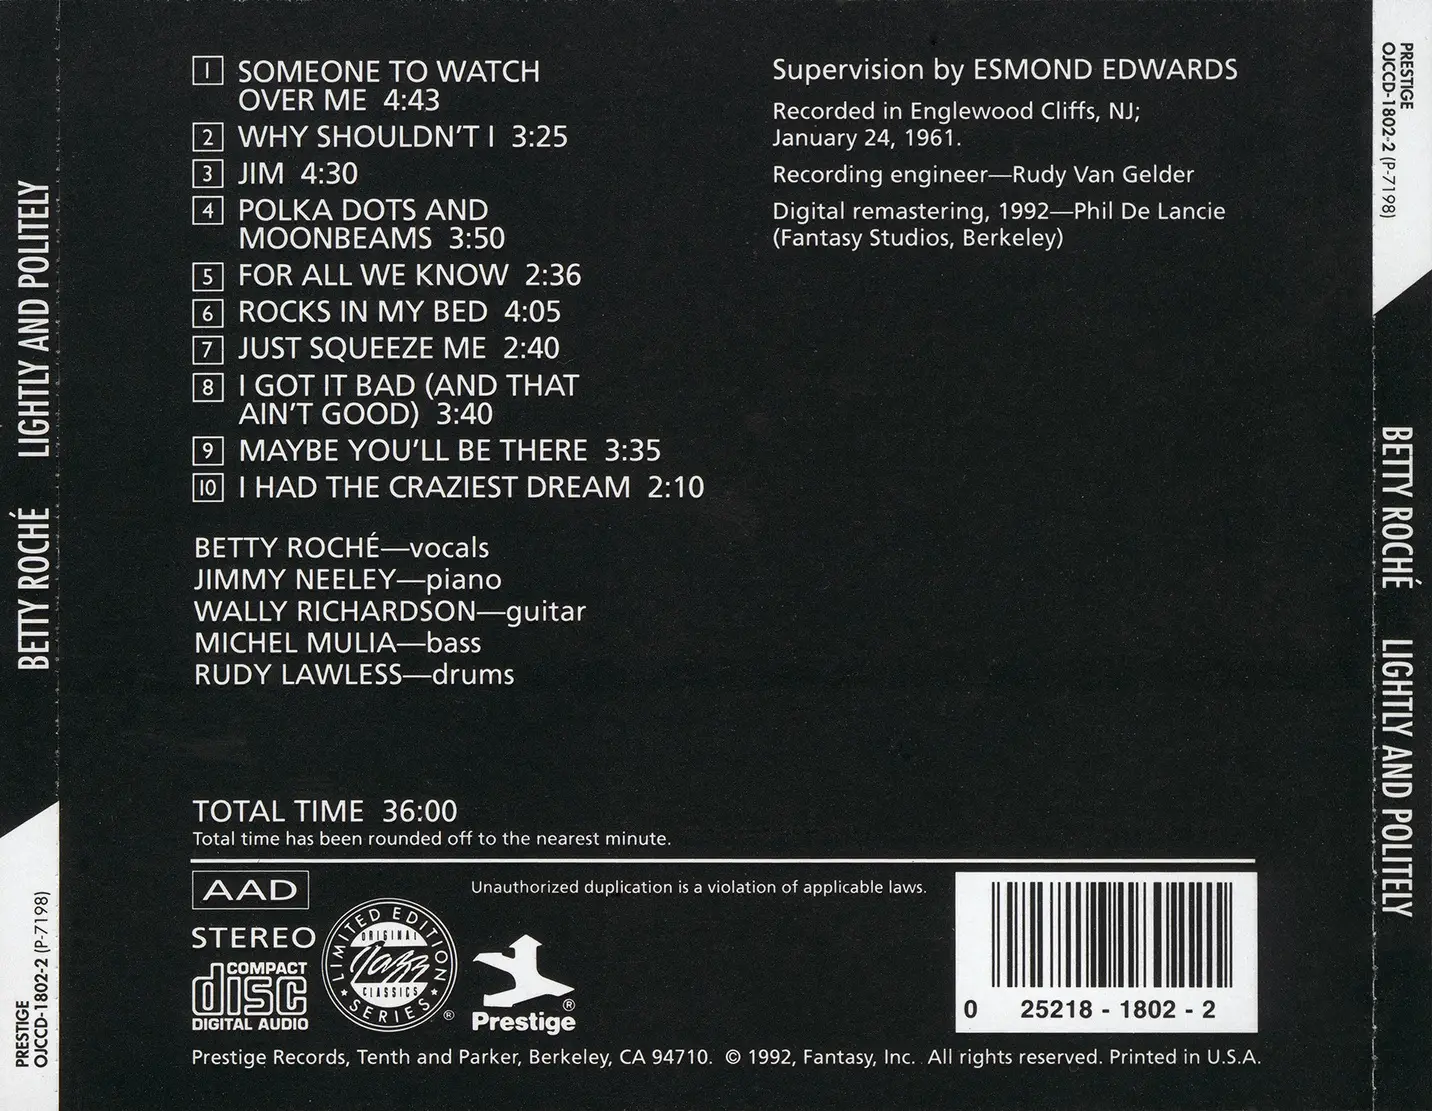 1 SOMEONE TO WATCH
OVER ME 4:43
2 WHY SHOULDN'T I 3:25
3 JIM 4:30
4 POLKA DOTS AND
MOONBEAMS 3:50
5 FOR ALL WE KNOW 2:36
6 ROCKS IN MY BED 4:05
7 JUST SQUEEZE ME 2:40
8 I GOT IT BAD (AND THAT
AIN'T GOOD) 3:40
9 MAYBE YOU'LL BE THERE 3:35
10 I HAD THE CRAZIEST DREAM 2:10
BETTY ROCHÉ—vocals
JIMMY NEELEY—piano
WALLY RICHARDSON—guitar
MICHEL MULIA—bass
RUDY LAWLESS—drums
Supervision by ESMOND EDWARDS
Recorded in Englewood Cliffs, NJ;
January 24, 1961.
Recording engineer—Rudy Van Gelder
Digital remastering, 1992—Phil De Lancie
(Fantasy Studios, Berkeley)
TOTAL TIME 36:00
Total time has been rounded off to the nearest minute.
AAD
Unauthorized duplication is a violation of applicable laws.
STEREO
COMPACT
disc
DIGITAL AUDIO
LIMITED EDITION
ORIGINAL
Jazz
CLASSICS
SERIES
®
®
Prestige
0 25218 - 1802 - 2
Prestige Records, Tenth and Parker, Berkeley, CA 94710. © 1992, Fantasy, Inc. All rights reserved. Printed in U.S.A.
PRESTIGE
OJCCD-1802-2 (P-7198)
BETTY ROCHÉ LIGHTLY AND POLITELY
PRESTIGE
OJCCD-1802-2 (P-7198)
BETTY ROCHÉ LIGHTLY AND POLITELY